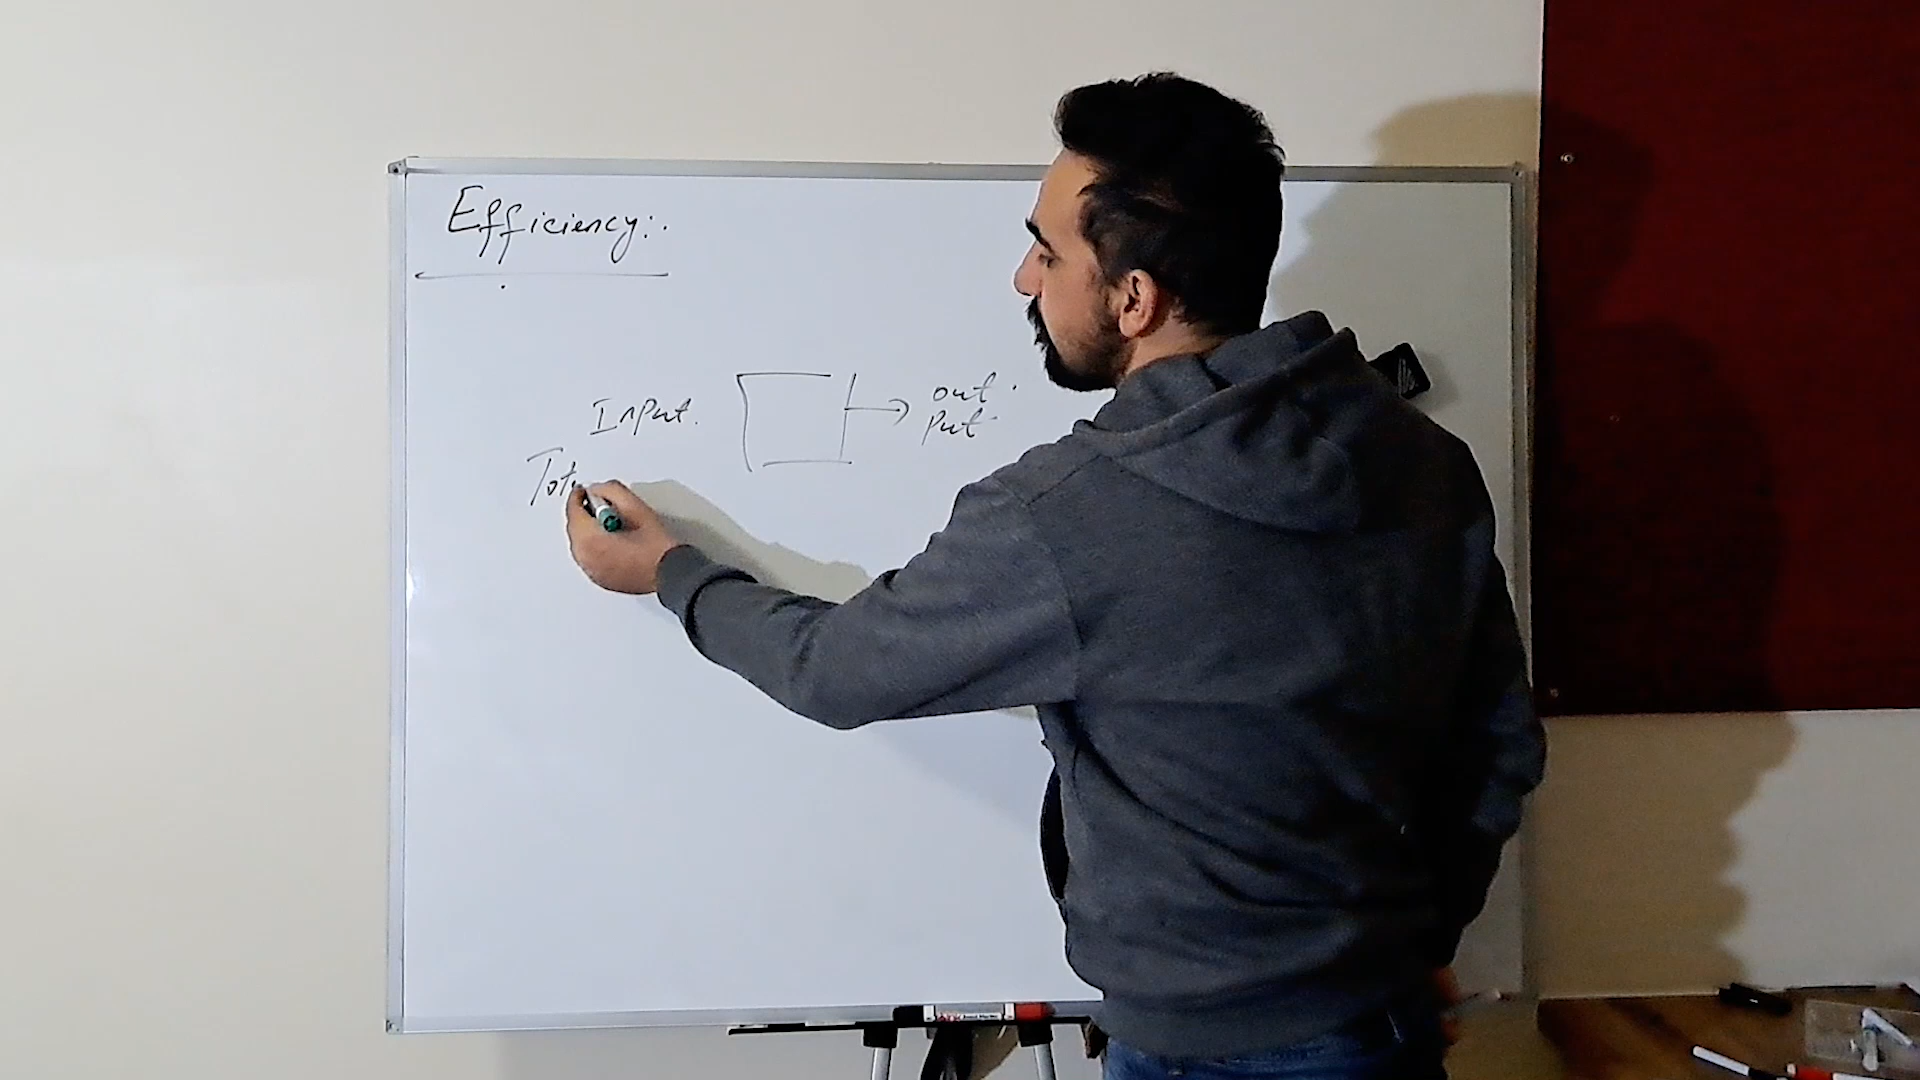 Efficiency:.
Input.
out.
Put
Tot